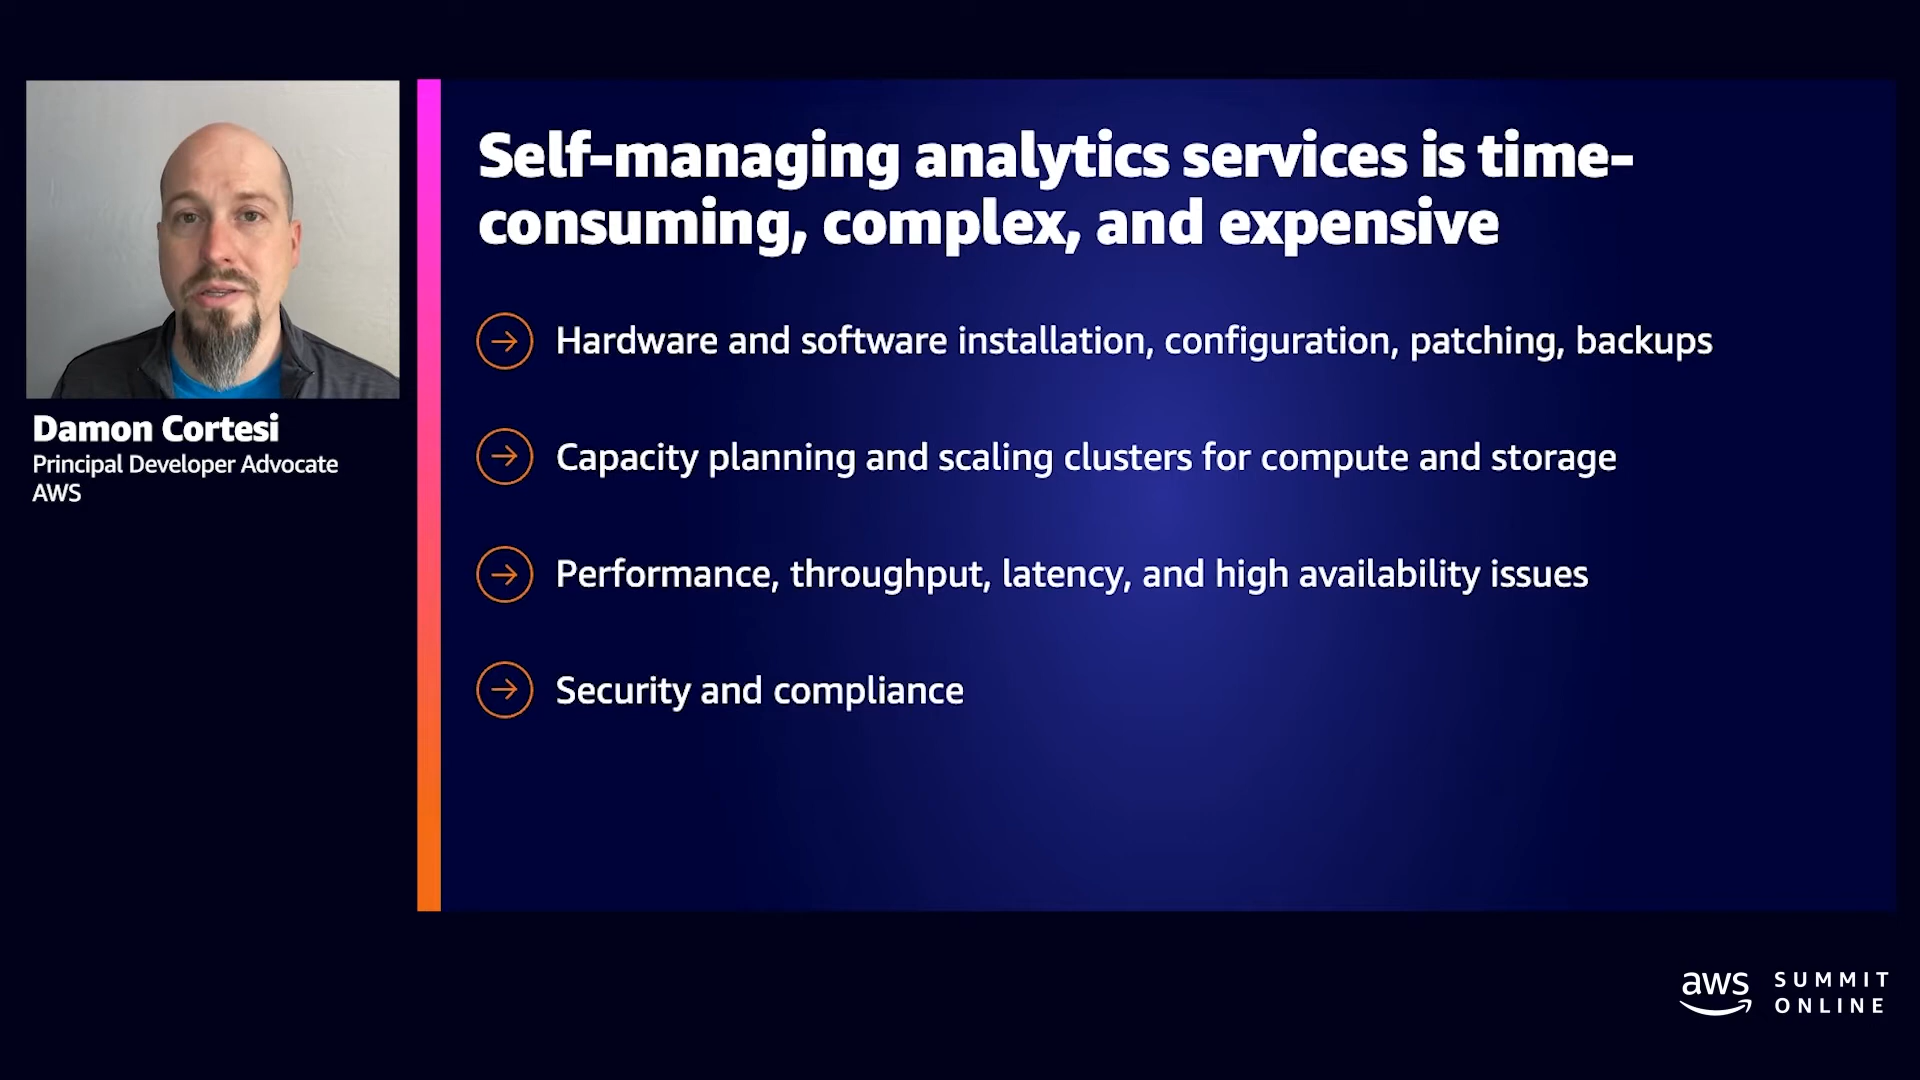 Damon Cortesi
Principal Developer Advocate
AWS
Self-managing analytics services is time-
consuming, complex, and expensive
Hardware and software installation, configuration, patching, backups
Capacity planning and scaling clusters for compute and storage
Performance, throughput, latency, and high availability issues
Security and compliance
aws
SUMMIT
ONLINE